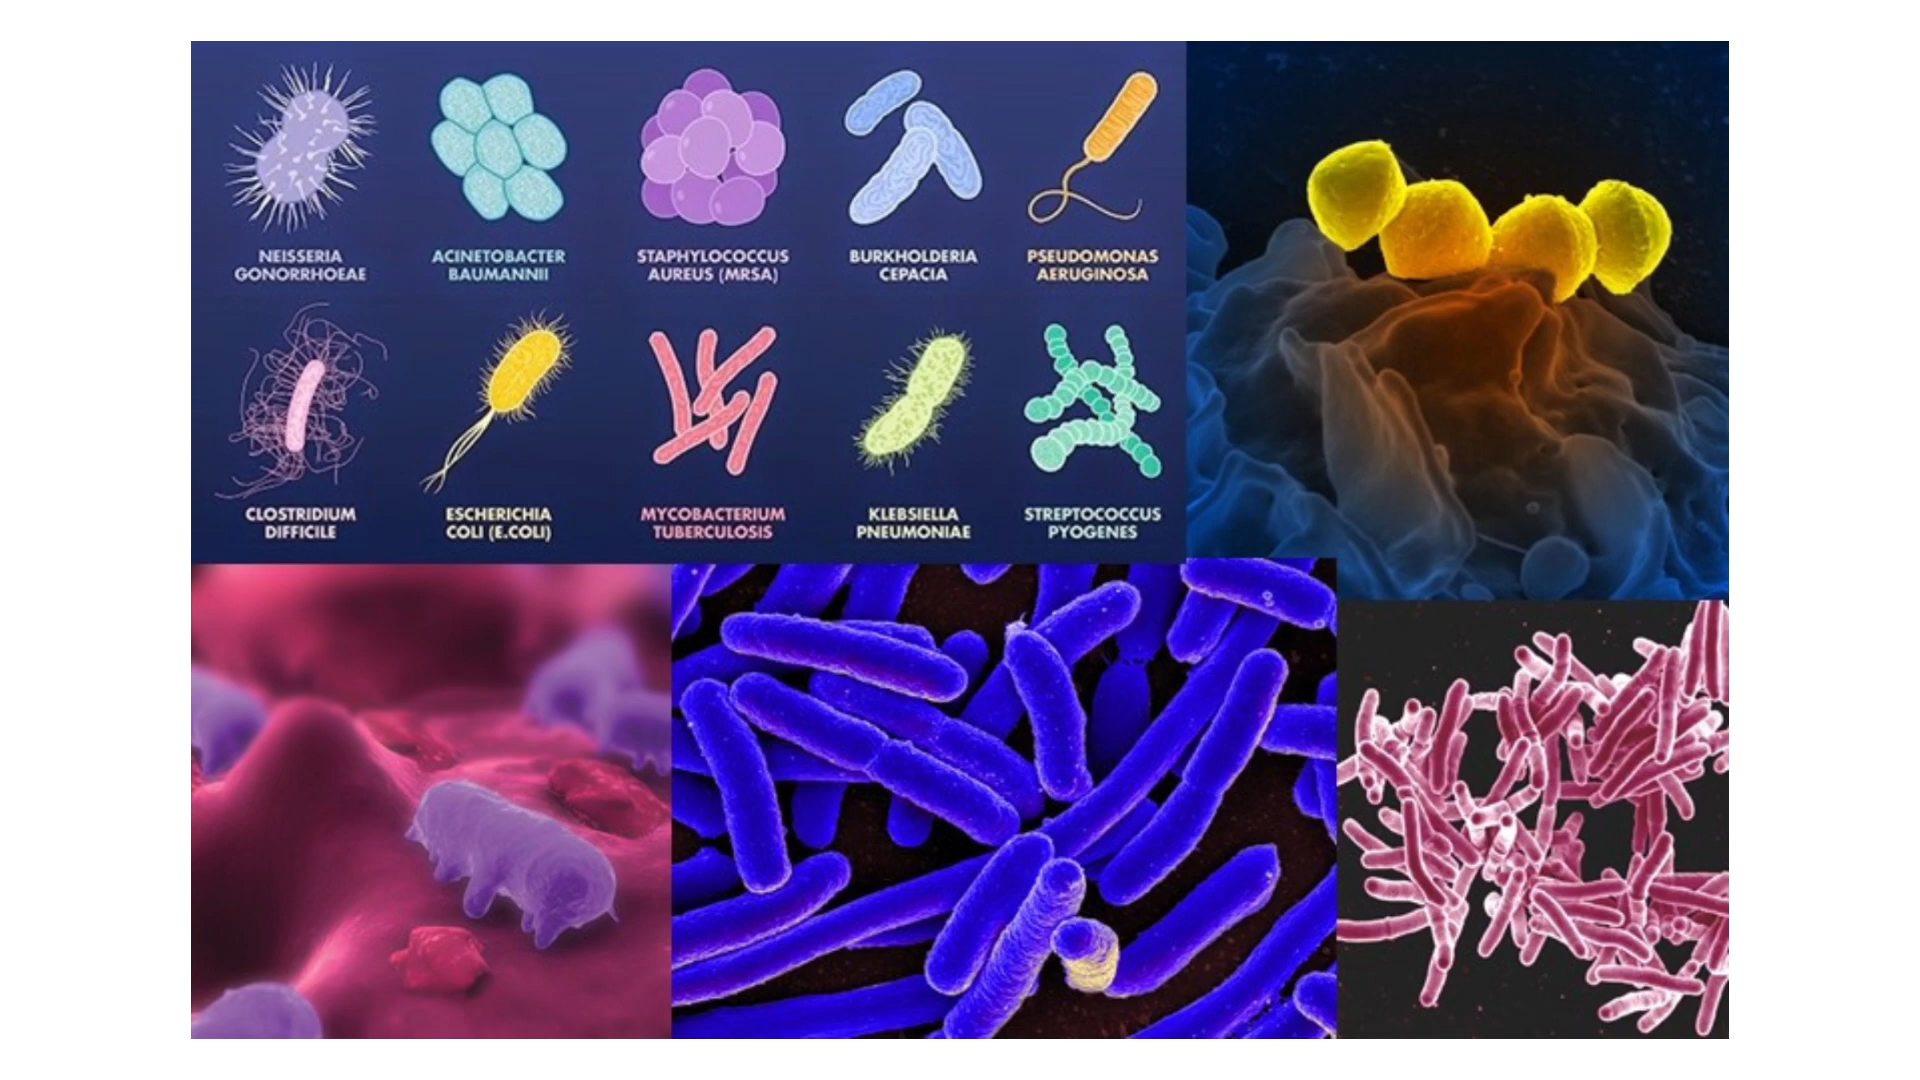 NEISSERIA
GONORRHOEAE
ACINETOBACTER
BAUMANNII
STAPHYLOCOCCUS
AUREUS (MRSA)
BURKHOLDERIA
CEPACIA
PSEUDOMONAS
AERUGINOSA
CLOSTRIDIUM
DIFFICILE
ESCHERICHIA
COLI (E.COLI)
MYCOBACTERIUM
TUBERCULOSIS
KLEBSIELLA
PNEUMONIAE
STREPTOCOCCUS
PYOGENES